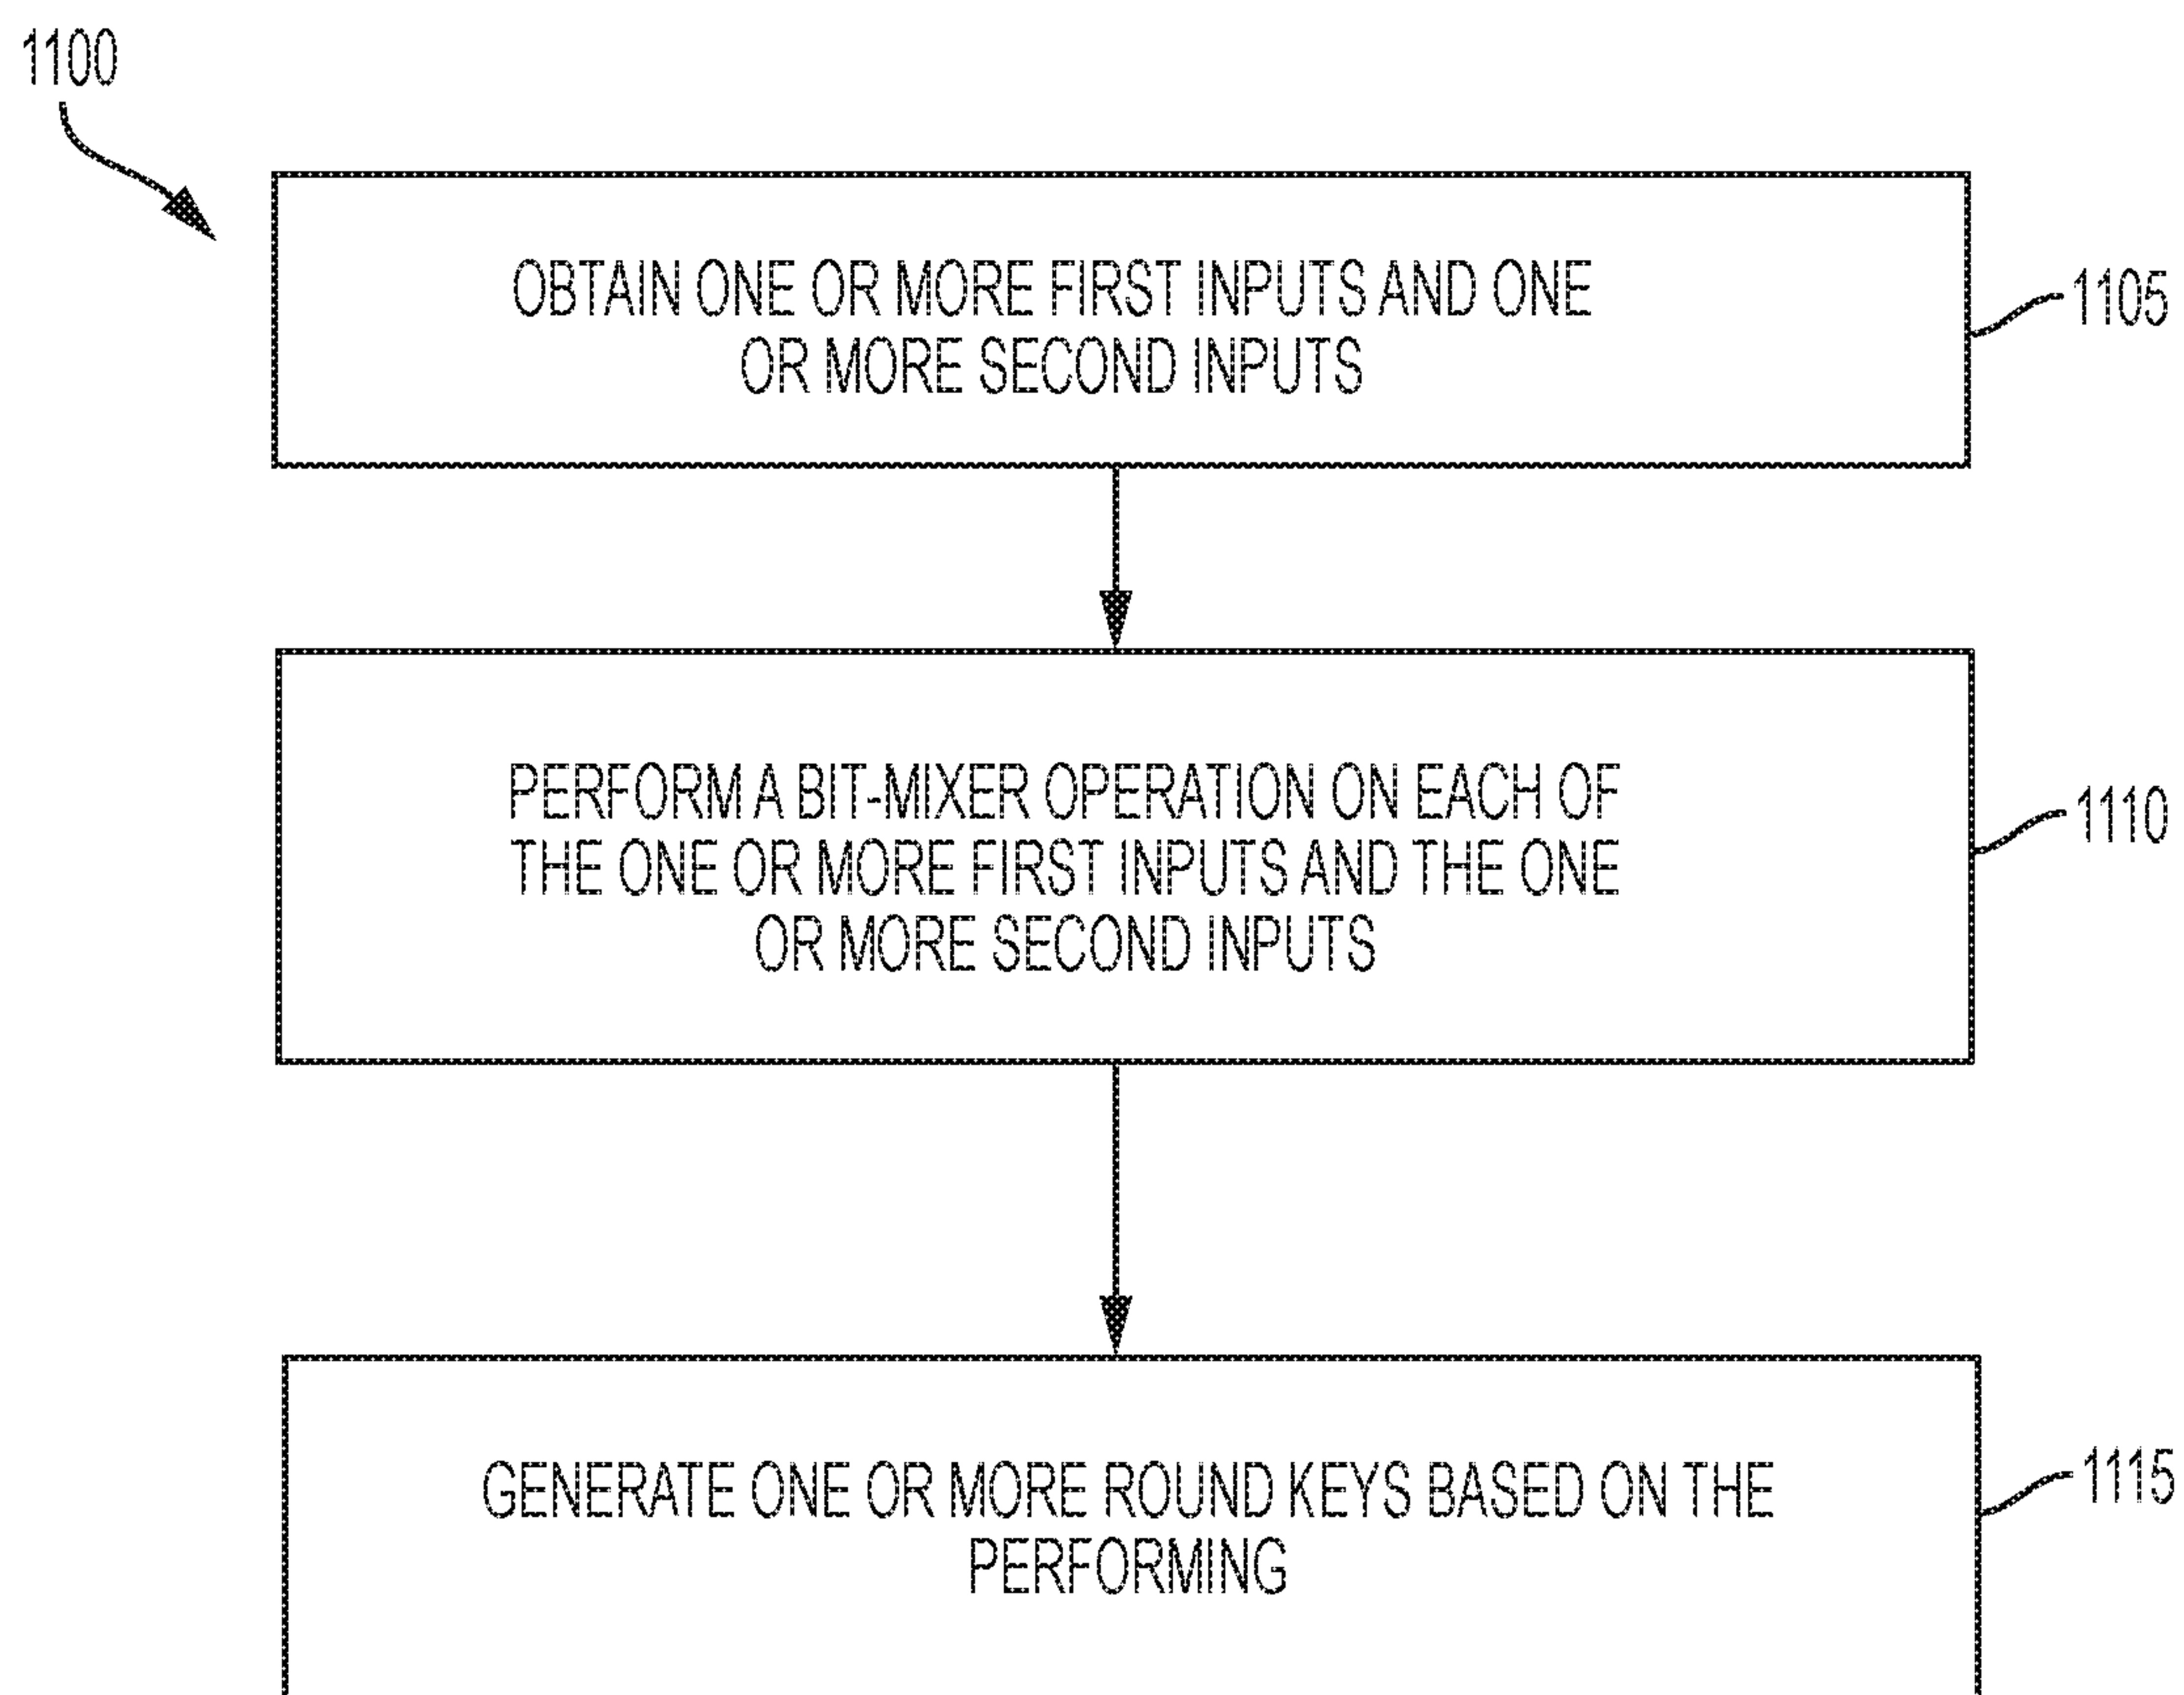 1100
OBTAIN ONE OR MORE FIRST INPUTS AND ONE
OR MORE SECOND INPUTS
1105
PERFORM A BIT-MIXER OPERATION ON EACH OF
THE ONE OR MORE FIRST INPUTS AND THE ONE
OR MORE SECOND INPUTS
1110
GENERATE ONE OR MORE ROUND KEYS BASED ON THE
PERFORMING
1115